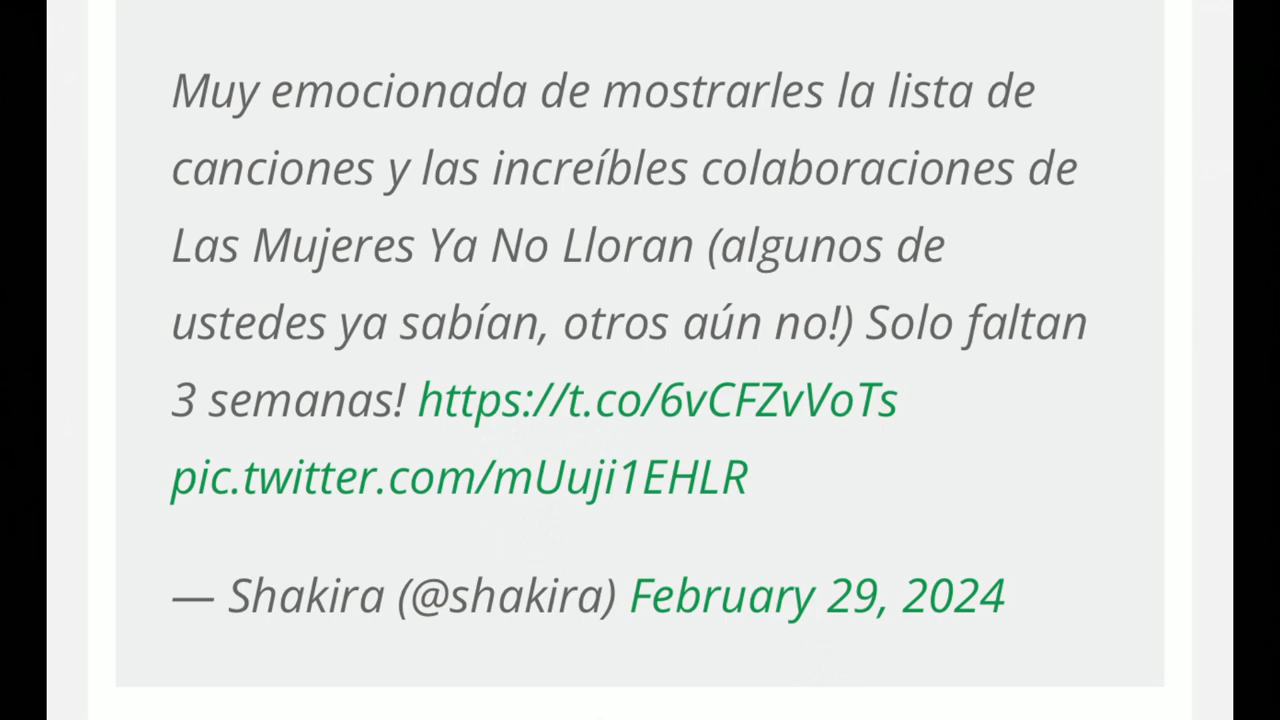 Muy emocionada de mostrarles la lista de
canciones y las increíbles colaboraciones de
Las Mujeres Ya No Lloran (algunos de
ustedes ya sabían, otros aún no!) Solo faltan
3 semanas! https://t.co/6vCFZvVoTs
pic.twitter.com/mUuji1EHLR
— Shakira (@shakira) February 29, 2024